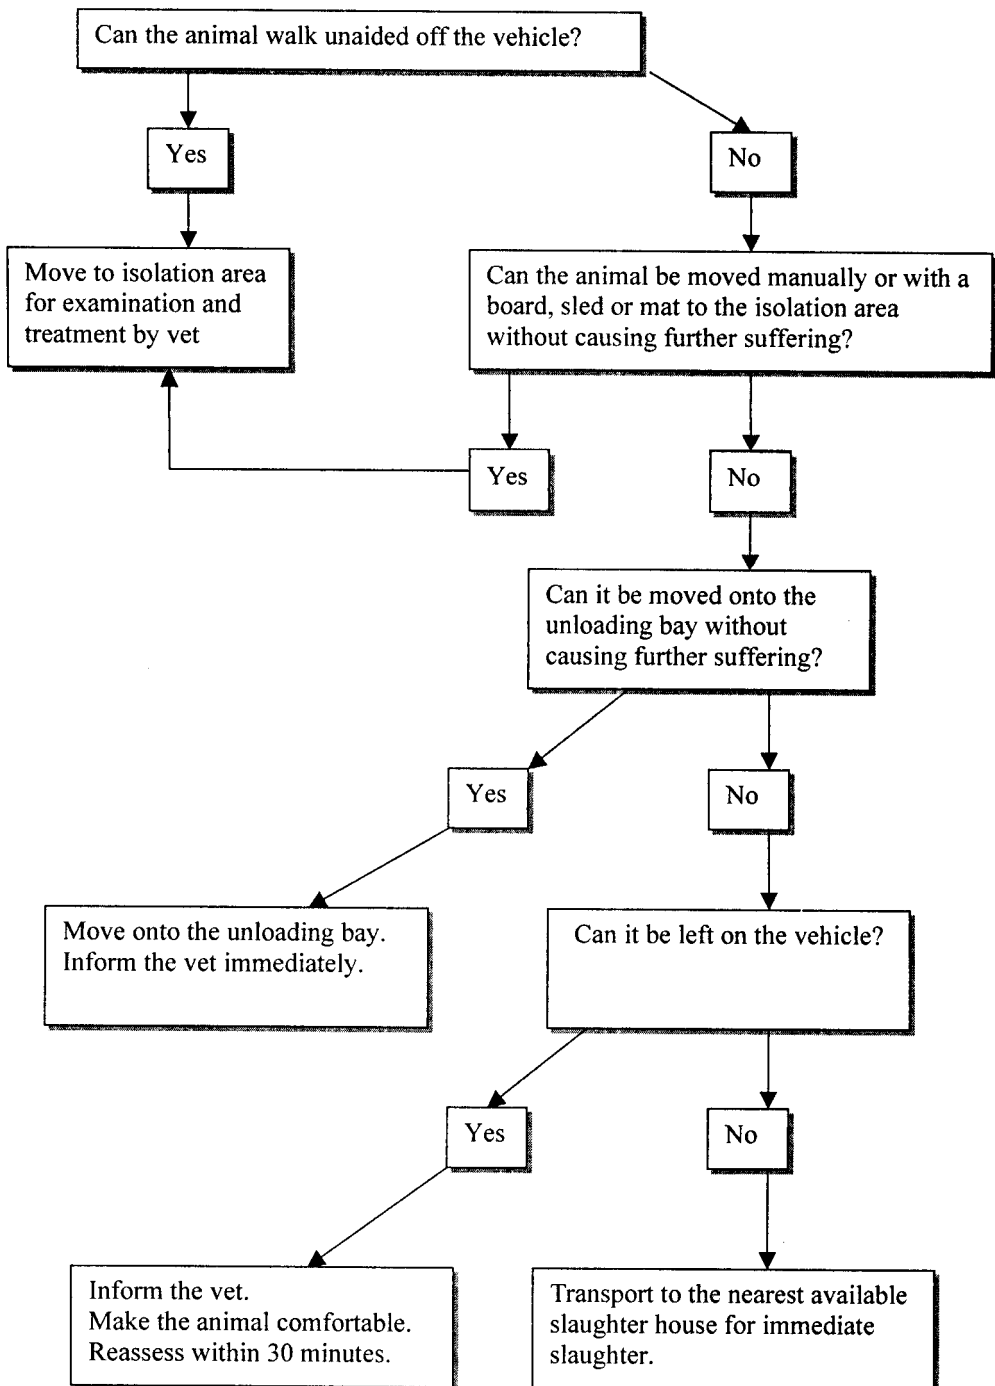 Can the animal walk unaided off the vehicle?
Yes
No
Move to isolation area
for examination and
treatment by vet
Can the animal be moved manually or with a
board, sled or mat to the isolation area
without causing further suffering?
Yes
No
Can it be moved onto the
unloading bay without
causing further suffering?
Yes
No
Move onto the unloading bay.
Inform the vet immediately.
Can it be left on the vehicle?
Yes
No
Inform the vet.
Make the animal comfortable.
Reassess within 30 minutes.
Transport to the nearest available
slaughter house for immediate
slaughter.